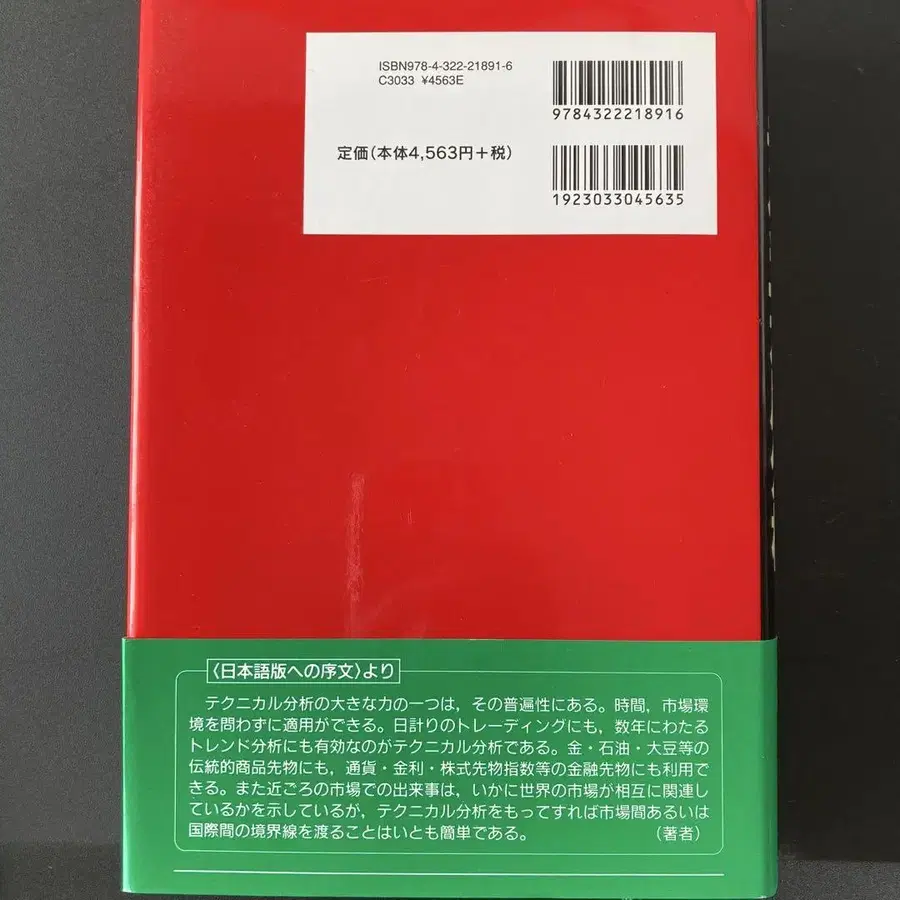 ISBN978-4-322-21891-6
C3033 ¥4563E
9784322218916
定価(本体4,563円+税)
1923033045635
〈日本語版への序文〉より
テクニカル分析の大きな力の一つは，その普遍性にある。時間，市場環
境を問わずに適用ができる。日計りのトレーディングにも，数年にわたる
トレンド分析にも有効なのがテクニカル分析である。金・石油・大豆等の
伝統的商品先物にも，通貨・金利・株式先物指数等の金融先物にも利用で
きる。また近ごろの市場での出来事は，いかに世界の市場が相互に関連し
ているかを示しているが，テクニカル分析をもってすれば市場間あるいは
国際間の境界線を渡ることはいとも簡単である。　　　　　（著者）